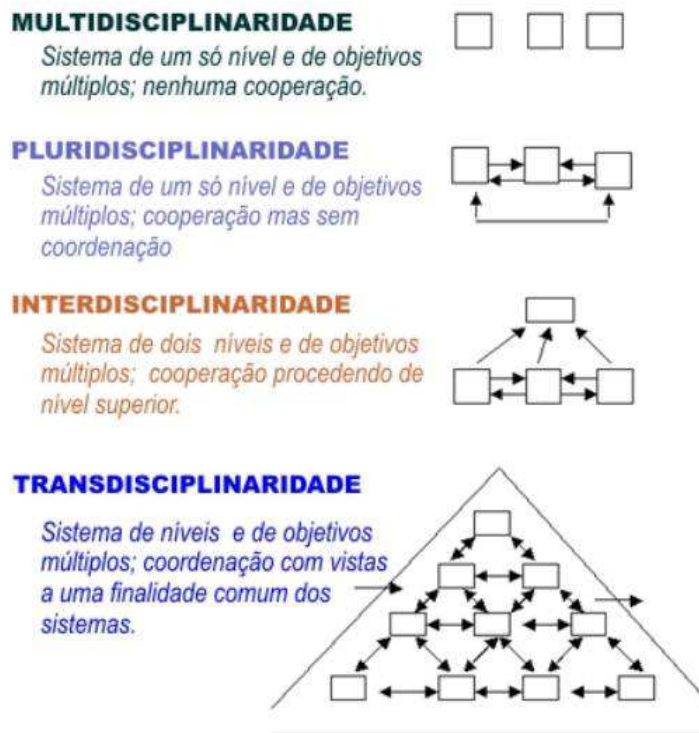 MULTIDISCIPLINARIDADE
Sistema de um só nível e de objetivos
múltiplos; nenhuma cooperação.
PLURIDISCIPLINARIDADE
Sistema de um só nível e de objetivos
múltiplos; cooperação mas sem
coordenação
INTERDISCIPLINARIDADE
Sistema de dois níveis e de objetivos
múltiplos; cooperação procedendo de
nível superior.
TRANSDISCIPLINARIDADE
Sistema de níveis e de objetivos
múltiplos; coordenação com vistas
a uma finalidade comum dos
sistemas.